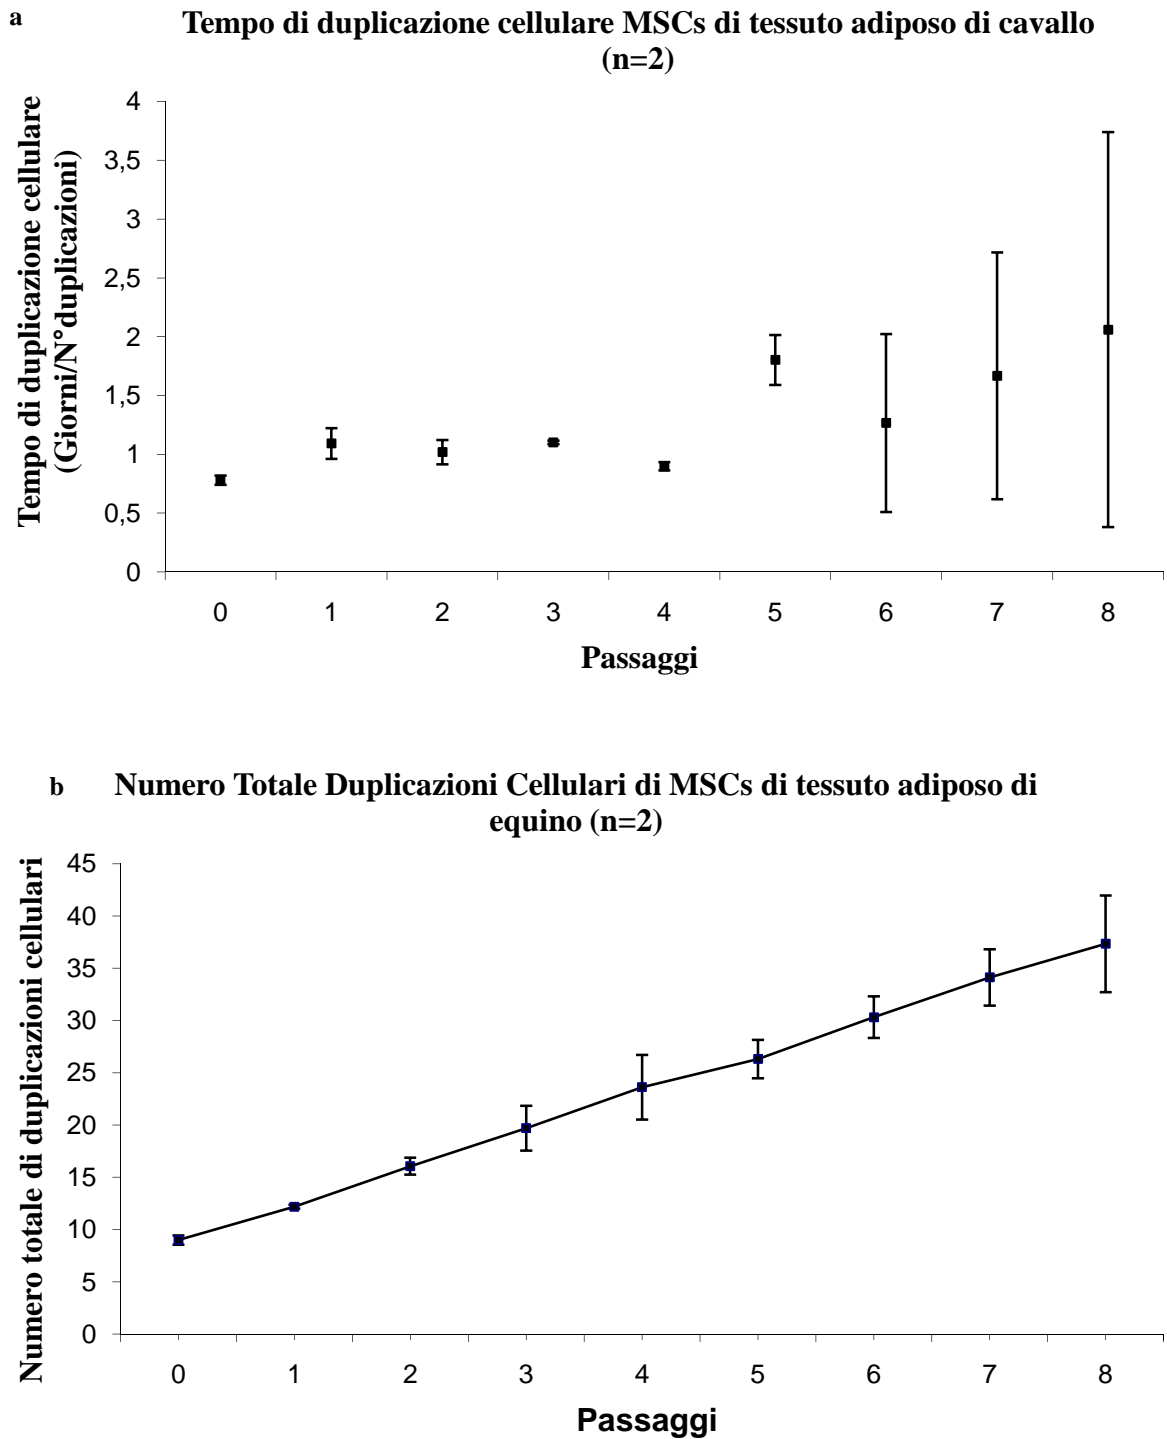 a
Tempo di duplicazione cellulare MSCs di tessuto adiposo di cavallo
(n=2)
Tempo di duplicazione cellulare
(Giorni/N°duplicazioni)
4
3,5
3
2,5
2
1,5
1
0,5
0
0 1 2 3 4 5 6 7 8
Passaggi
b
Numero Totale Duplicazioni Cellulari di MSCs di tessuto adiposo di
equino (n=2)
Numero totale di duplicazioni cellulari
45
40
35
30
25
20
15
10
5
0
0 1 2 3 4 5 6 7 8
Passaggi